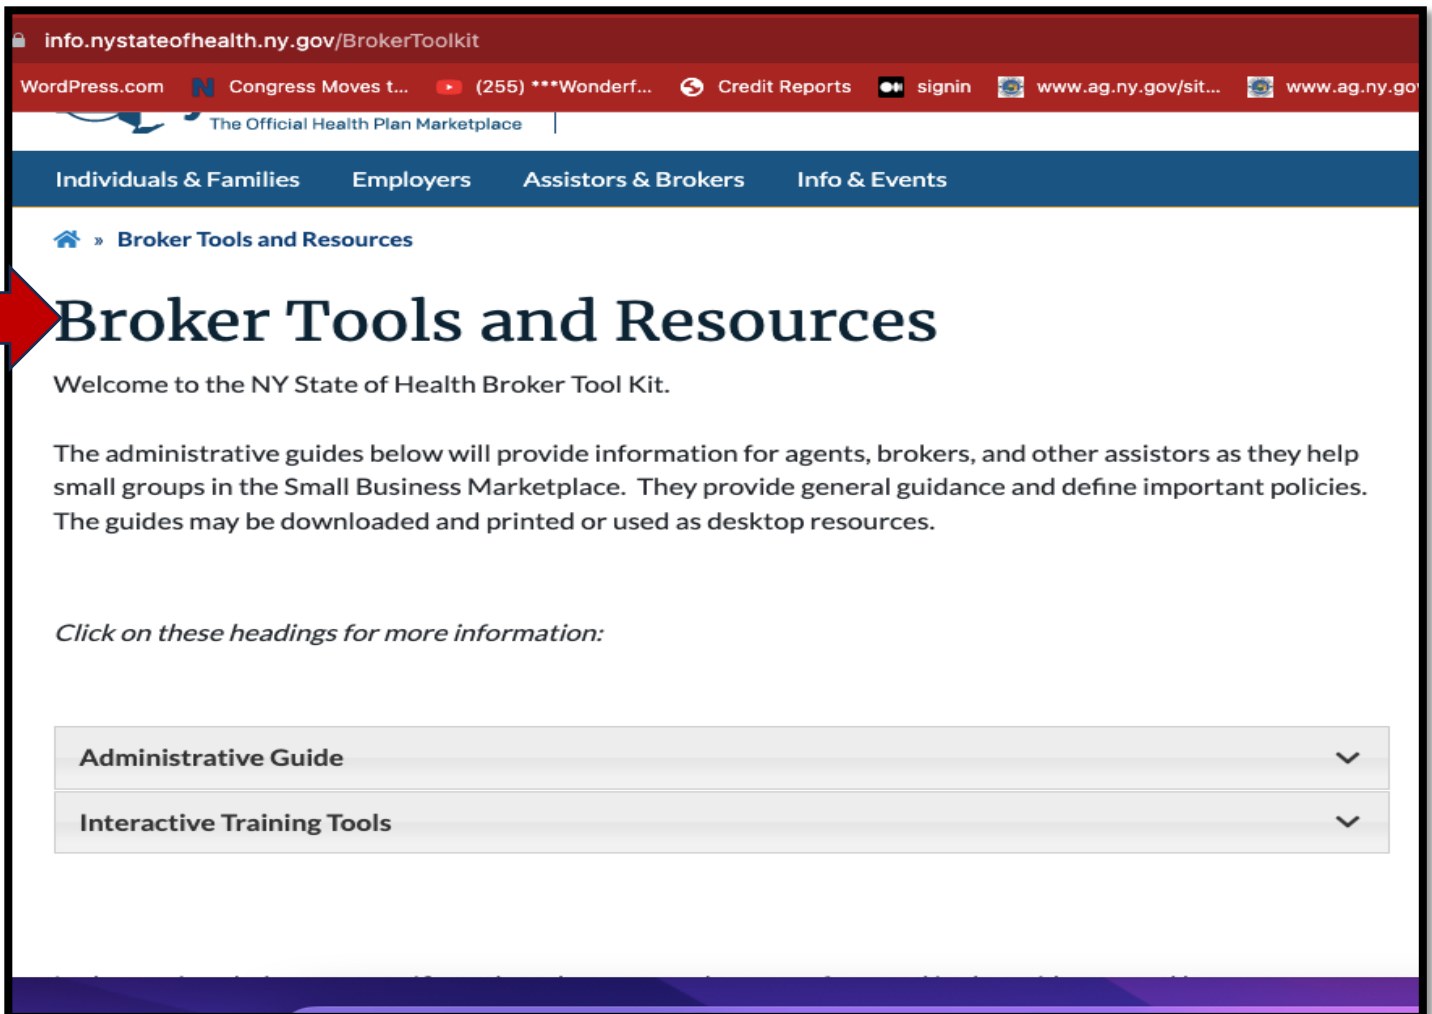 info.nystateofhealth.ny.gov/BrokerToolkit
WordPress.com N Congress Moves t... (255) ***Wonderf... Credit Reports signin www.ag.ny.gov/sit... www.ag.ny.gov
The Official Health Plan Marketplace
Individuals & Families Employers Assistors & Brokers Info & Events
» Broker Tools and Resources
Broker Tools and Resources
Welcome to the NY State of Health Broker Tool Kit.
The administrative guides below will provide information for agents, brokers, and other assistors as they help
small groups in the Small Business Marketplace. They provide general guidance and define important policies.
The guides may be downloaded and printed or used as desktop resources.
Click on these headings for more information:
Administrative Guide
Interactive Training Tools